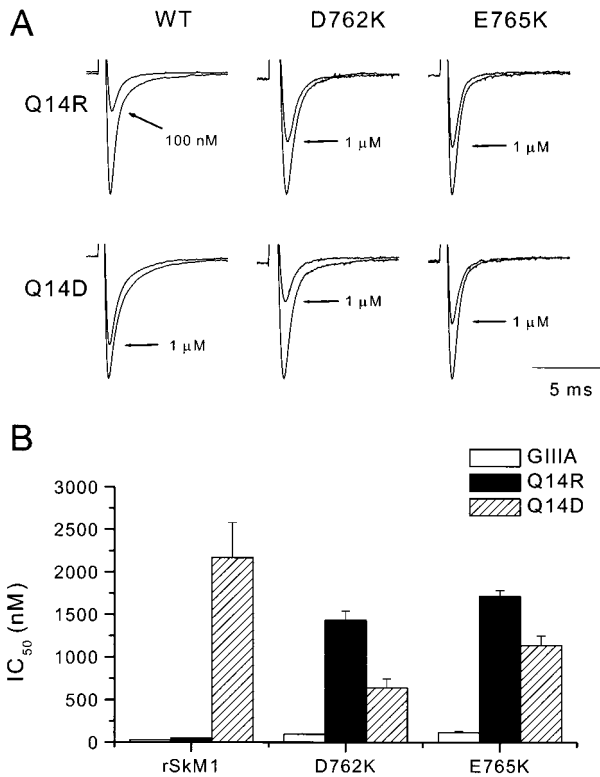 A
WT D762K E765K
Q14R
100 nM
1 μM
1 μM
Q14D
1 μM
1 μM
1 μM
5 ms
B
GIIIA
Q14R
Q14D
3000
2500
2000
1500
1000
500
0
IC50 (nM)
rSkM1 D762K E765K